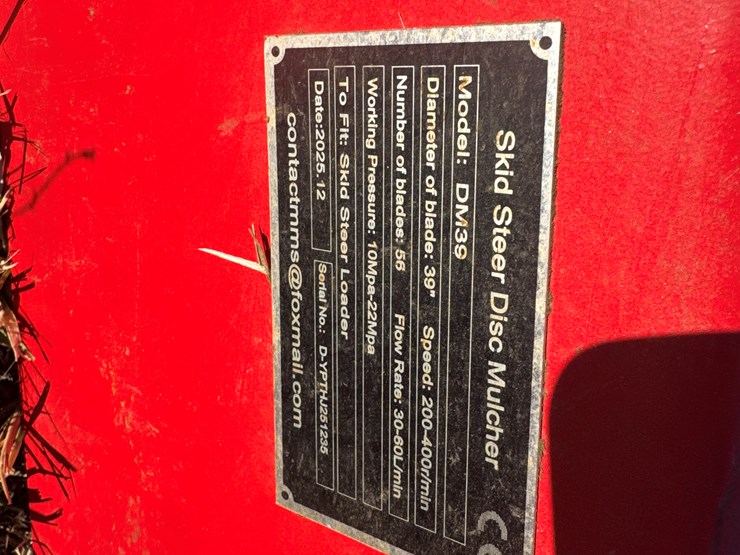 Skid Steer Disc Mulcher
Model: DM39
Diameter of blade: 39" Speed: 200-400r/min
Number of blades: 56 Flow Rate: 30-60L/min
Working Pressure: 10Mpa-22Mpa
To Fit: Skid Steer Loader
Date:2025.12 Serial No.: D-YPTHJ251235
contactmms@foxmail.com
CE